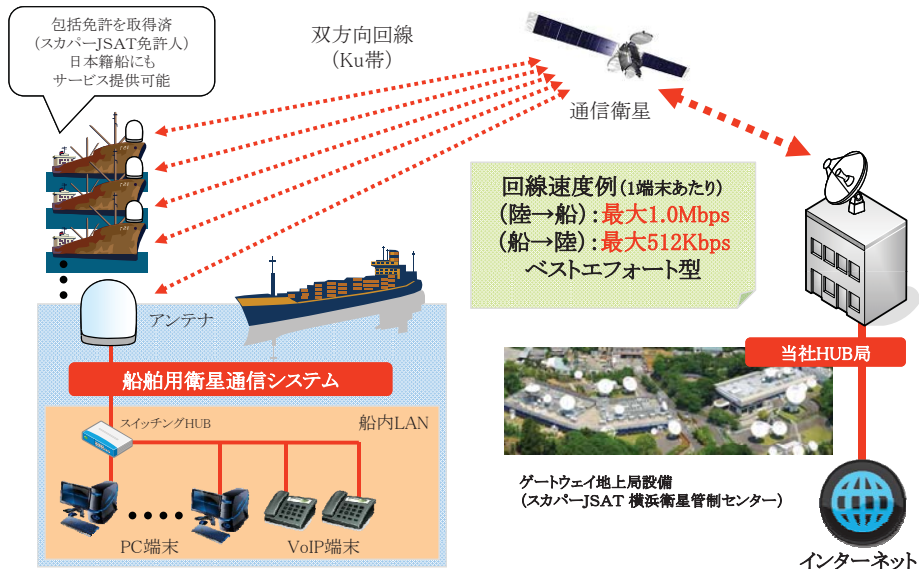 包括免許を取得済
(スカパーJSAT免許人)
日本籍船にも
サービス提供可能
双方向回線
(Ku帯)
通信衛星
回線速度例(1端末あたり)
(陸→船):最大1.0Mbps
(船→陸):最大512Kbps
ベストエフォート型
アンテナ
当社HUB局
船舶用衛星通信システム
スイッチングHUB
船内LAN
PC端末
VoIP端末
ゲートウェイ地上局設備
(スカパーJSAT 横浜衛星管制センター)
インターネット